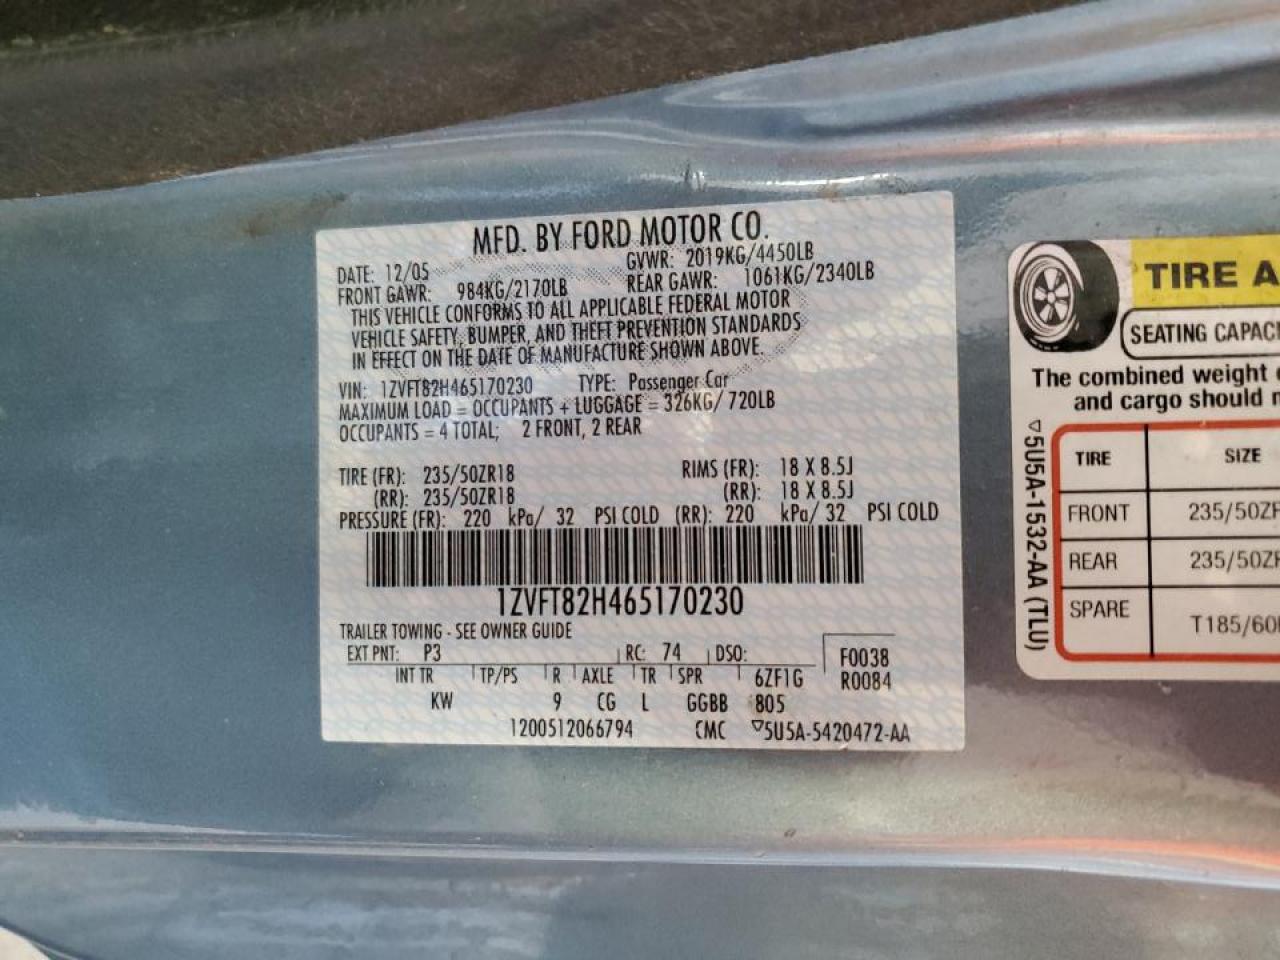 MFD. BY FORD MOTOR CO.
DATE: 12/05 GVWR: 2019KG/4450LB
FRONT GAWR: 984KG/2170LB REAR GAWR: 1061KG/2340LB
THIS VEHICLE CONFORMS TO ALL APPLICABLE FEDERAL MOTOR
VEHICLE SAFETY, BUMPER, AND THEFT PREVENTION STANDARDS
IN EFFECT ON THE DATE OF MANUFACTURE SHOWN ABOVE.
VIN: 1ZVFT82H465170230 TYPE: Passenger Car
MAXIMUM LOAD = OCCUPANTS + LUGGAGE = 326KG/ 720LB
OCCUPANTS = 4 TOTAL; 2 FRONT, 2 REAR
TIRE (FR): 235/50ZR18 RIMS (FR): 18 X 8.5J
(RR): 235/50ZR18 (RR): 18 X 8.5J
PRESSURE (FR): 220 kPa/ 32 PSI COLD (RR): 220 kPa/ 32 PSI COLD
1ZVFT82H465170230
TRAILER TOWING - SEE OWNER GUIDE
EXT PNT: P3 RC: 74 DSO: F0038
INT TR TP/PS R AXLE TR SPR 6ZF1G R0084
KW 9 CG L GGBB 805
1200512066794 CMC ▽5U5A-5420472-AA
TIRE A
SEATING CAPAC
The combined weight
and cargo should
▽5U5A-1532-AA (TLU)
TIRE SIZE
FRONT 235/50ZR
REAR 235/50ZR
SPARE T185/60